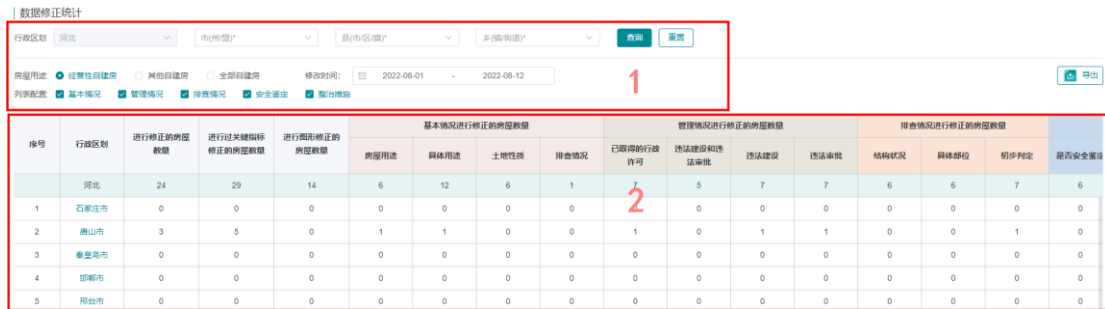 数据修正统计
行政区划 河北 市(州/盟)* 县(市/区/旗)* 乡(镇/街道)* 查询 重置
房屋用途: 经营性自建房 其他自建房 全部自建房 修改时间: 2022-08-01 - 2022-08-12 1 导出
列表配置: 基本情况 管理情况 排查情况 安全鉴定 整治措施
序号 行政区划 进行修正的房屋数量 进行过关键指标修正的房屋数量 进行图形修正的房屋数量 基本情况进行修正的房屋数量 管理情况进行修正的房屋数量 排查情况进行修正的房屋数量
房屋用途 具体用途 土地性质 排查情况 已取得的行政许可 违法建设和违法审批 违法建设 违法审批 结构状况 具体部位 初步判定 是否安全鉴定
河北 24 29 14 6 12 6 1 7 5 7 7 6 6 7 6
2
1 石家庄市 0 0 0 0 0 0 0 0 0 0 0 0 0 0
2 唐山市 3 5 0 1 1 0 0 1 0 1 1 0 0 1 0
3 秦皇岛市 0 0 0 0 0 0 0 0 0 0 0 0 0 0 0
4 邯郸市 0 0 0 0 0 0 0 0 0 0 0 0 0 0 0
5 邢台市 0 0 0 0 0 0 0 0 0 0 0 0 0 0 0